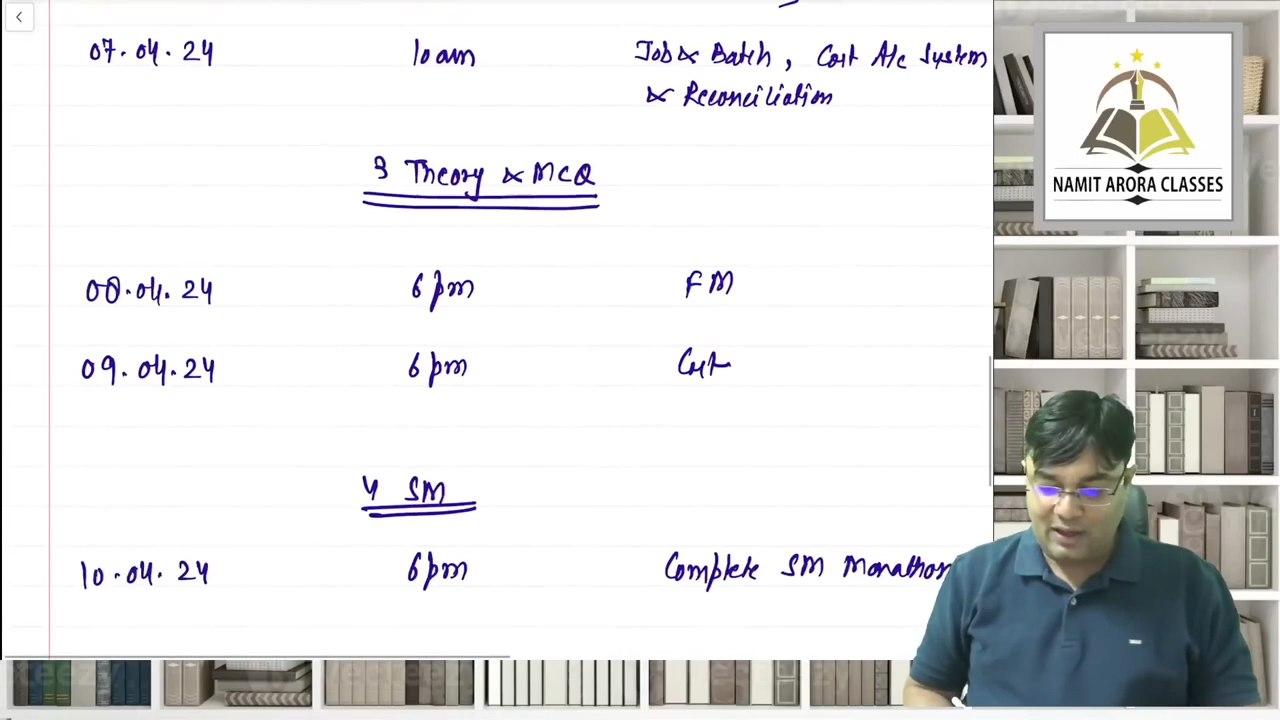 07.04.24 10am Job & Batch, Cost A/c System
& Reconciliation
3 Theory & MCQ
08.04.24 6pm FM
09.04.24 6pm Cost
4 SM
10.04.24 6pm Complete SM Marathon
NAMIT ARORA CLASSES